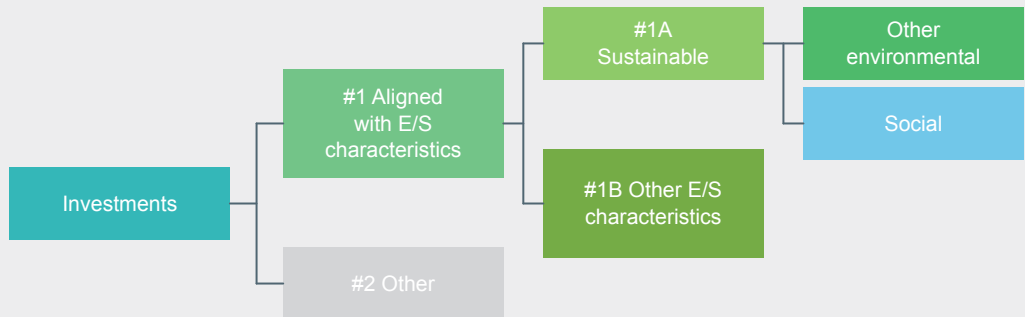 #1A
Sustainable
Other
environmental
#1 Aligned
with E/S
characteristics
Social
Investments
#1B Other E/S
characteristics
#2 Other